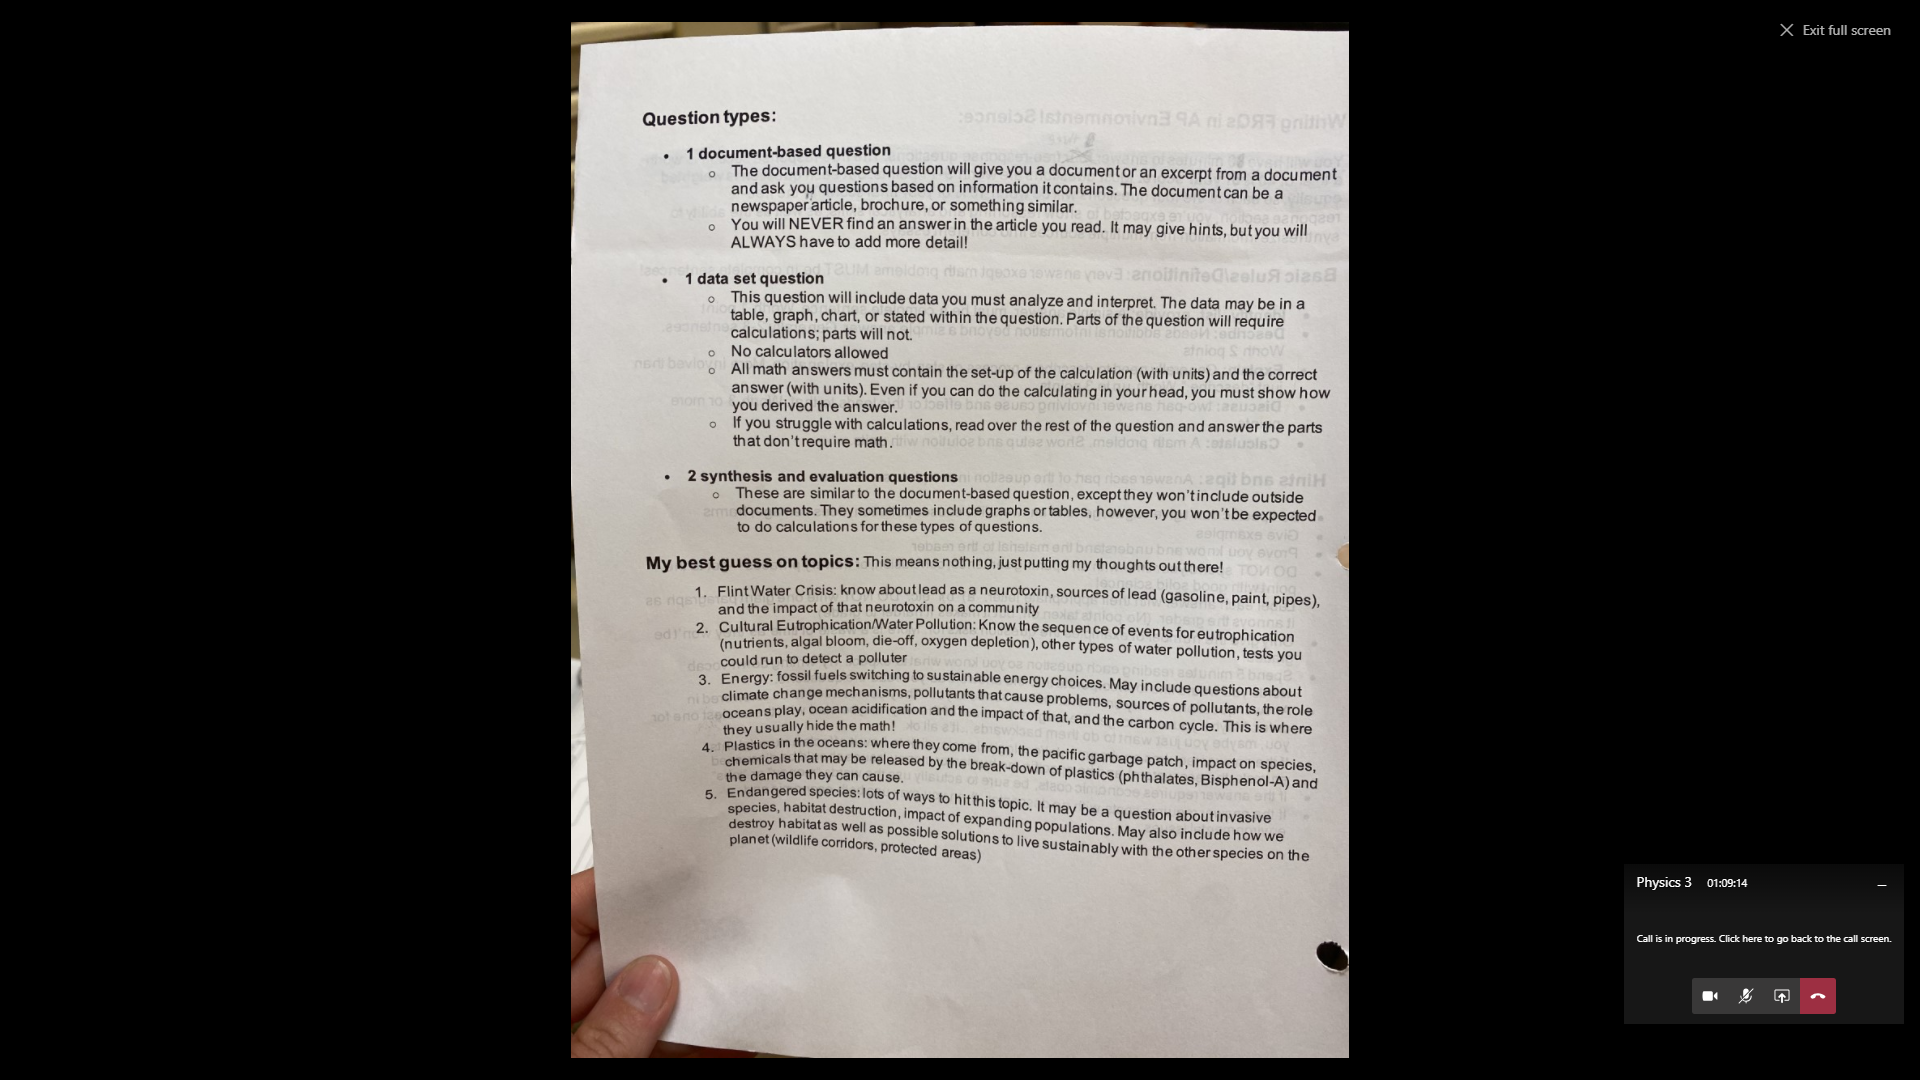 Exit full screen
Question types:
• 1 document-based question
○ The document-based question will give you a document or an excerpt from a document
and ask you questions based on information it contains. The document can be a
newspaper article, brochure, or something similar.
○ You will NEVER find an answer in the article you read. It may give hints, but you will
ALWAYS have to add more detail!
• 1 data set question
○ This question will include data you must analyze and interpret. The data may be in a
table, graph, chart, or stated within the question. Parts of the question will require
calculations; parts will not.
○ No calculators allowed
○ All math answers must contain the set-up of the calculation (with units) and the correct
answer (with units). Even if you can do the calculating in your head, you must show how
you derived the answer.
○ If you struggle with calculations, read over the rest of the question and answer the parts
that don't require math.
• 2 synthesis and evaluation questions
○ These are similar to the document-based question, except they won't include outside
documents. They sometimes include graphs or tables, however, you won't be expected
to do calculations for these types of questions.
My best guess on topics: This means nothing, just putting my thoughts out there!
1. Flint Water Crisis: know about lead as a neurotoxin, sources of lead (gasoline, paint, pipes),
and the impact of that neurotoxin on a community
2. Cultural Eutrophication/Water Pollution: Know the sequence of events for eutrophication
(nutrients, algal bloom, die-off, oxygen depletion), other types of water pollution, tests you
could run to detect a polluter
3. Energy: fossil fuels switching to sustainable energy choices. May include questions about
climate change mechanisms, pollutants that cause problems, sources of pollutants, the role
oceans play, ocean acidification and the impact of that, and the carbon cycle. This is where
they usually hide the math!
4. Plastics in the oceans: where they come from, the pacific garbage patch, impact on species,
chemicals that may be released by the break-down of plastics (phthalates, Bisphenol-A) and
the damage they can cause.
5. Endangered species: lots of ways to hit this topic. It may be a question about invasive
species, habitat destruction, impact of expanding populations. May also include how we
destroy habitat as well as possible solutions to live sustainably with the other species on the
planet (wildlife corridors, protected areas)
Physics 3 01:09:14
Call is in progress. Click here to go back to the call screen.